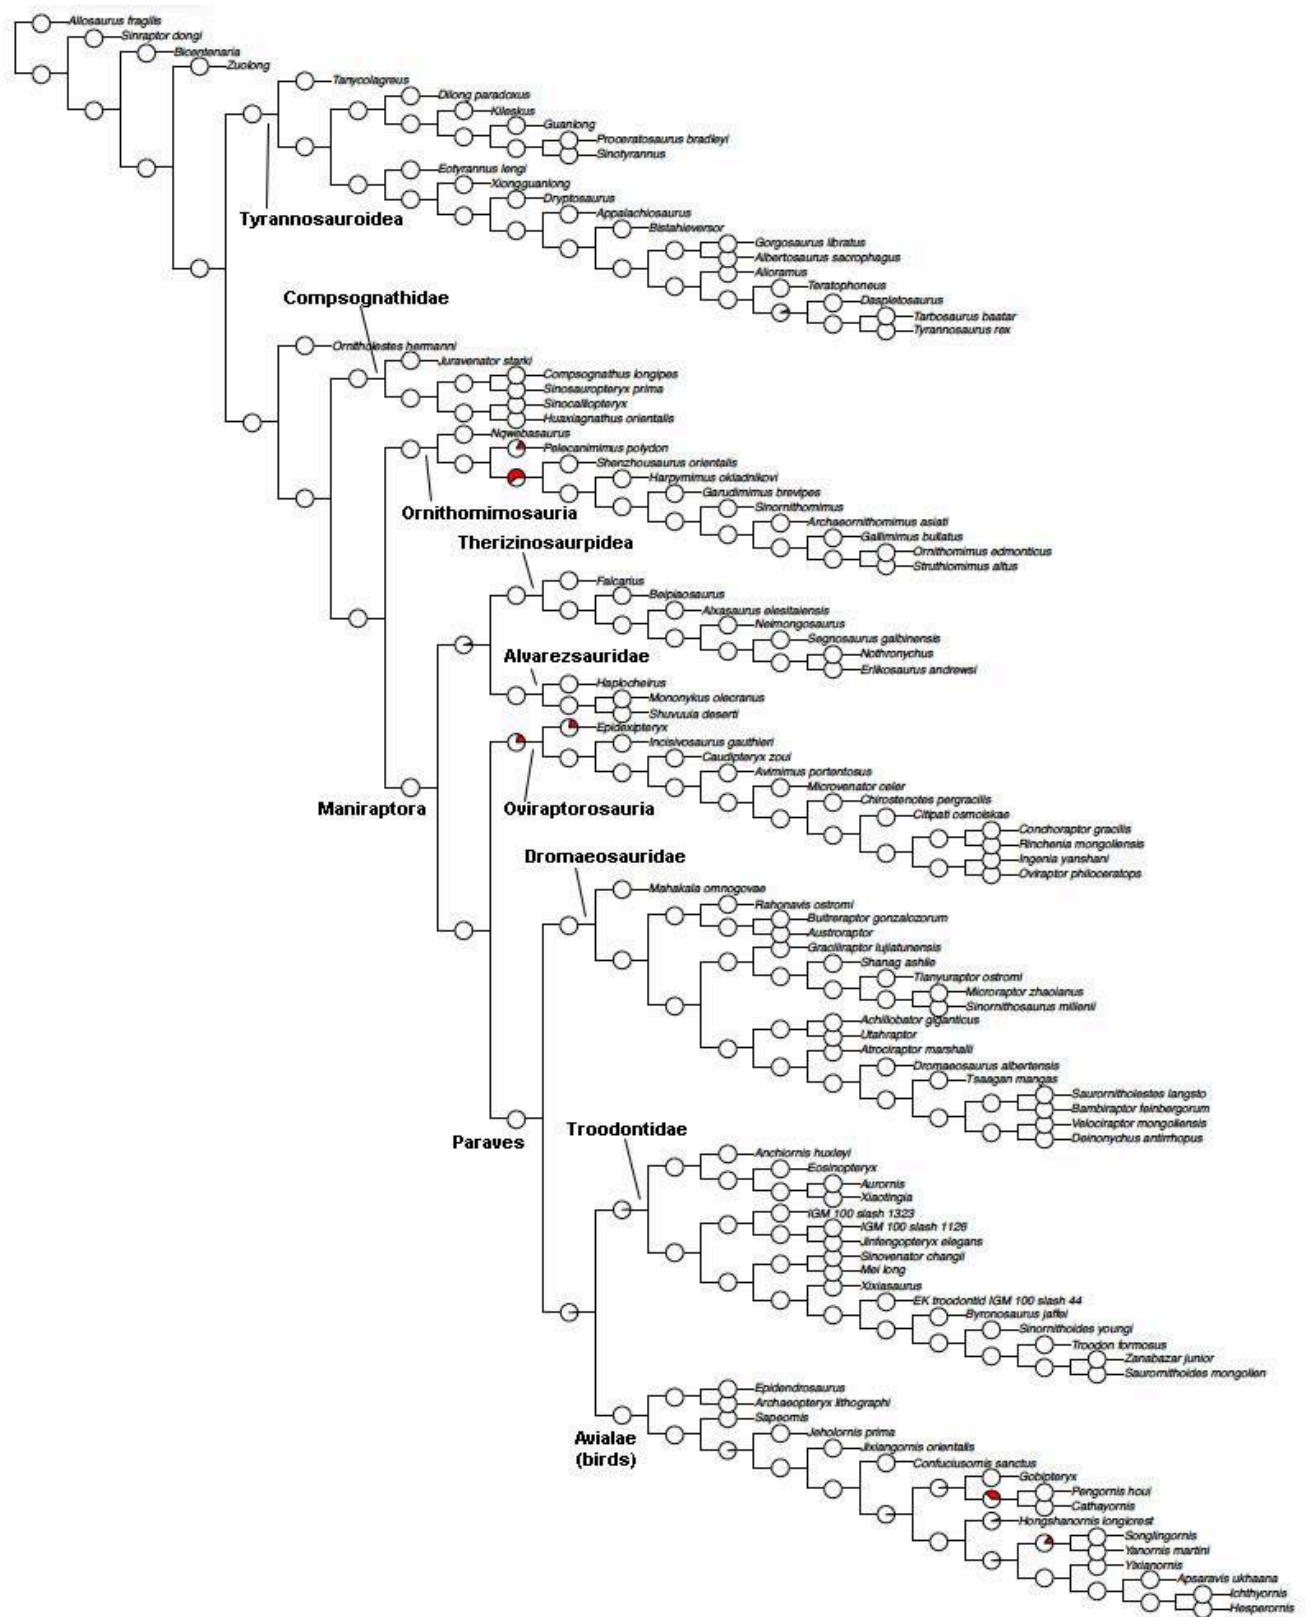 Allosaurus fragilis
Sinraptor dongi
Bicentenaria
Zuolong
Tanycolagreus
Dilong paradoxus
Kileskus
Guanlong
Proceratosaurus bradleyi
Sinotyrannus
Eotyrannus lengi
Xiongguanlong
Dryptosaurus
Appalachiosaurus
Tyrannosauroidea
Bistahieversor
Gorgosaurus libratus
Albertosaurus sacrophagus
Alioramus
Teratophoneus
Compsognathidae
Daspletosaurus
Tarbosaurus baatar
Tyrannosaurus rex
Ornitholestes hermanni
Juravenator starki
Compsognathus longipes
Sinosauropteryx prima
Sinocalliopteryx
Huaxiagnathus orientalis
Nqwebasaurus
Pelecanimimus polydon
Shenzhousaurus orientalis
Harpymimus okladnikovi
Garudimimus brevipes
Sinornithomimus
Ornithomimosauria
Archaeornithomimus asiati
Gallimimus bullatus
Therizinosaurpidea
Ornithomimus edmonticus
Struthiomimus altus
Falcarius
Beipiaosaurus
Alxasaurus elesitaiensis
Neimongosaurus
Segnosaurus galbinensis
Nothronychus
Alvarezsauridae
Erlikosaurus andrewsi
Haplocheirus
Mononykus olecranus
Shuvuuia deserti
Epidexipteryx
Incisivosaurus gauthieri
Caudipteryx zoui
Avimimus portentosus
Microvenator celer
Chirostenotes pergracilis
Maniraptora
Oviraptorosauria
Citipati osmolskae
Conchoraptor gracilis
Rinchenia mongoliensis
Dromaeosauridae
Ingenia yanshani
Oviraptor philoceratops
Mahakala omnogovae
Rahonavis ostromi
Buitreraptor gonzalozorum
Austroraptor
Graciliraptor lujiatunensis
Shanag ashile
Tianyuraptor ostromi
Microraptor zhaoianus
Sinornithosaurus millenii
Achillobator giganticus
Utahraptor
Atrociraptor marshalli
Dromaeosaurus albertensis
Tsaagan mangas
Saurornitholestes langsto
Bambiraptor feinbergorum
Velociraptor mongoliensis
Troodontidae
Paraves
Deinonychus antirrhopus
Anchiornis huxleyi
Eosinopteryx
Aurornis
Xiaotingia
IGM 100 slash 1323
IGM 100 slash 1126
Jinfengopteryx elegans
Sinovenator changii
Mei long
Xixiasaurus
EK troodontid IGM 100 slash 44
Byronosaurus jaffei
Sinornithoides youngi
Troodon formosus
Zanabazar junior
Saurornithoides mongolien
Epidendrosaurus
Archaeopteryx lithographi
Sapeornis
Jeholornis prima
Avialae
(birds)
Jixiangornis orientalis
Confuciusornis sanctus
Gobipteryx
Pengornis houi
Cathayornis
Hongshanornis longicrest
Songlingornis
Yanornis martini
Yixianornis
Apsaravis ukhaana
Ichthyornis
Hesperornis